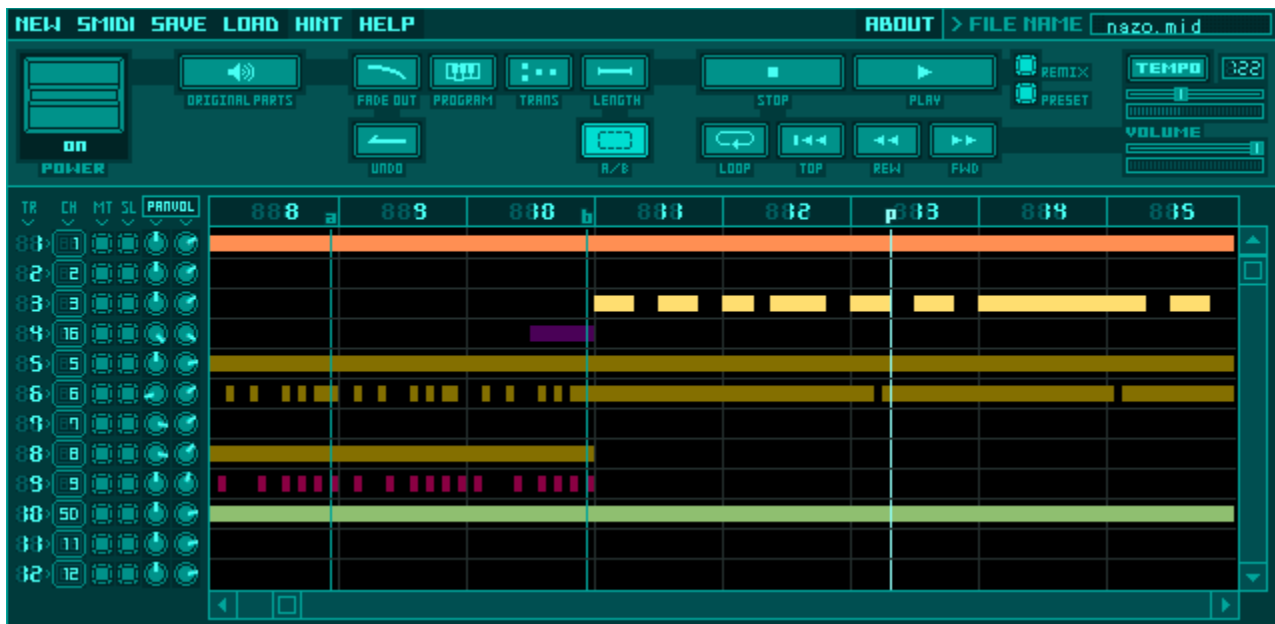 NEW SMIDI SAVE LOAD HINT HELP ABOUT > FILE NAME nazo.mid
ORIGINAL PARTS FADE OUT PROGRAM TRANS LENGTH STOP PLAY REMIX PRESET TEMPO 122
ON
POWER UNDO A/B LOOP TOP REW FWD VOLUME
TR CH MT SL PAN VOL 8 a 9 10 b 11 12 p 13 14 15
1 1
2 2
3 3
4 16
5 5
6 6
7 7
8 8
9 9
10 SD
11 11
12 12